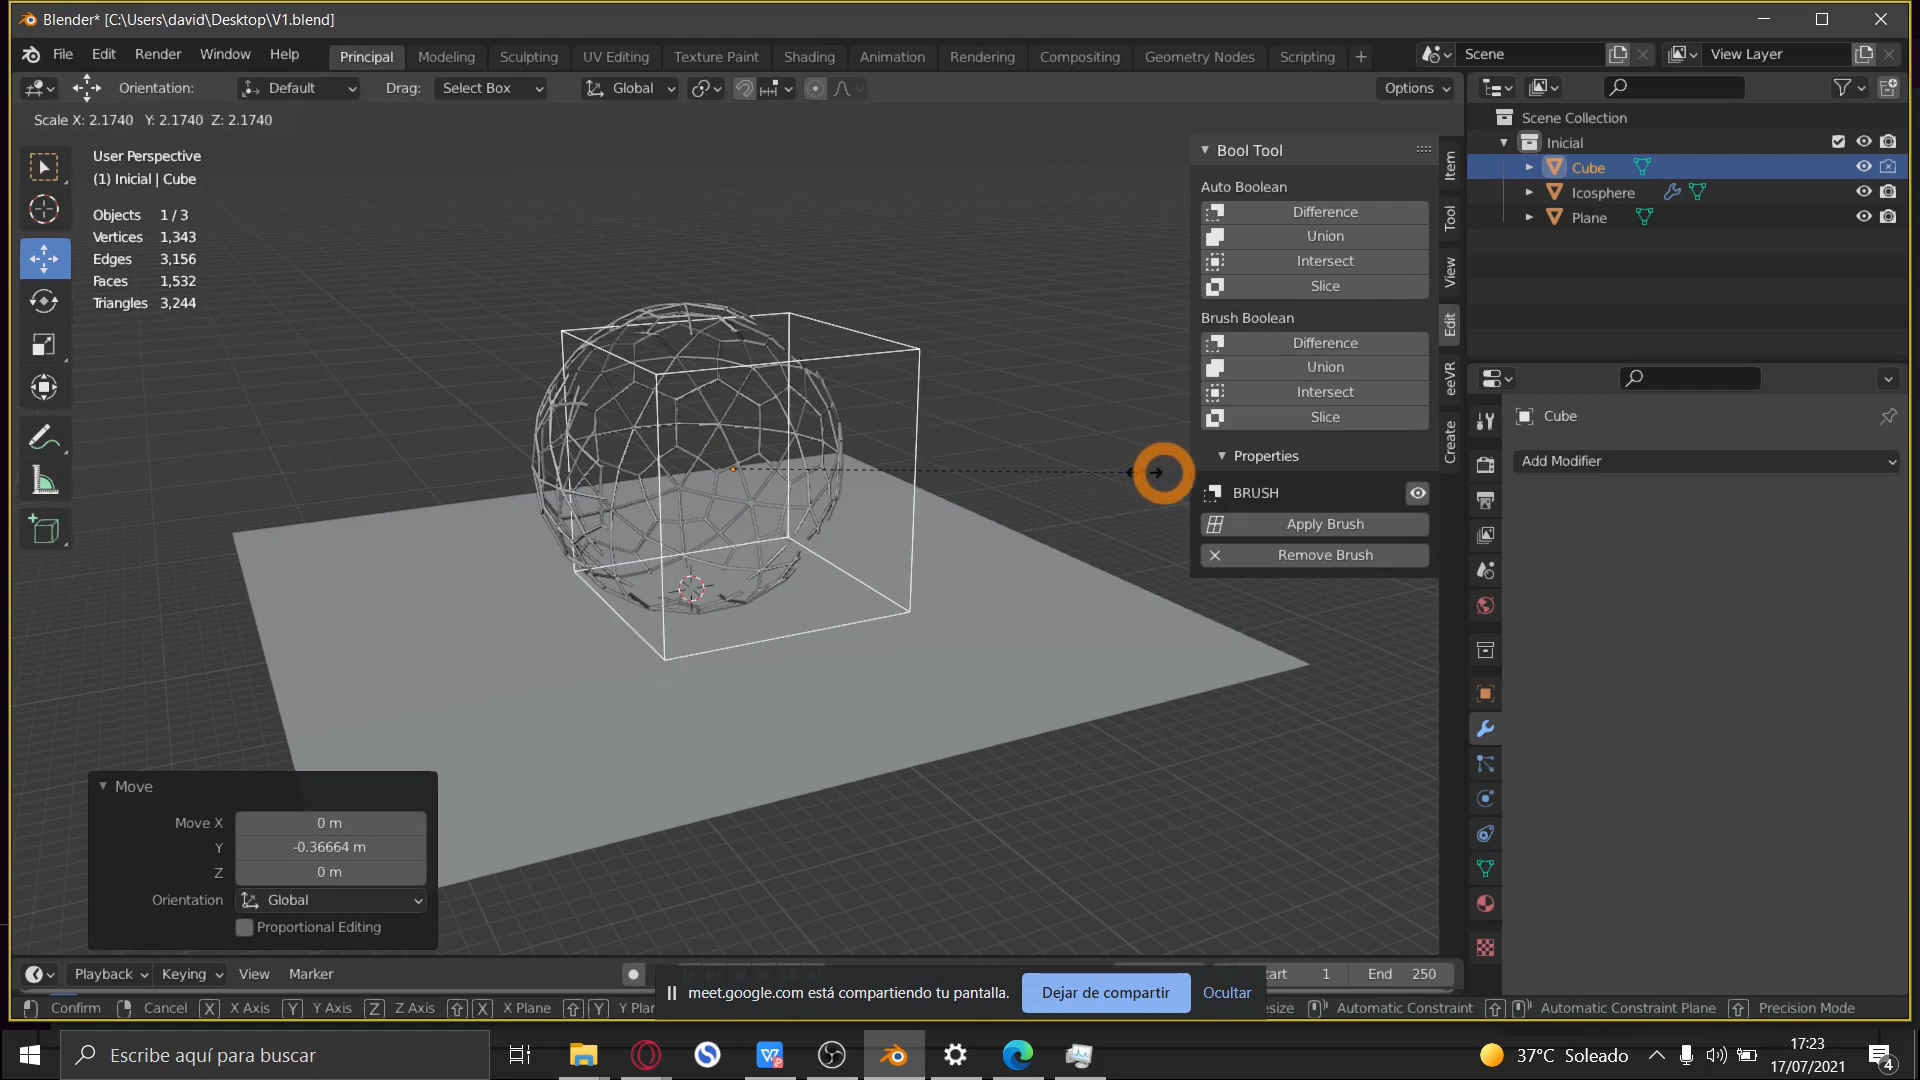 Blender* [C:\Users\david\Desktop\V1.blend]
File Edit Render Window Help
Principal Modeling Sculpting UV Editing Texture Paint Shading Animation Rendering Compositing Geometry Nodes Scripting +
Scene
View Layer
Orientation: Default Drag: Select Box Global Options
Scale X: 2.1740 Y: 2.1740 Z: 2.1740
User Perspective
(1) Inicial | Cube
Objects 1 / 3
Vertices 1,343
Edges 3,156
Faces 1,532
Triangles 3,244
Bool Tool
Auto Boolean
Difference
Union
Intersect
Slice
Brush Boolean
Difference
Union
Intersect
Slice
Properties
BRUSH
Apply Brush
Remove Brush
Item
Tool
View
Edit
eeVR
Create
Scene Collection
Inicial
Cube
Icosphere
Plane
Cube
Add Modifier
Move
Move X 0 m
Y -0.36664 m
Z 0 m
Orientation Global
Proportional Editing
Playback Keying View Marker
tart 1 End 250
Confirm Cancel X X Axis Y Y Axis Z Z Axis X X Plane Y Y Plan
esize Automatic Constraint Automatic Constraint Plane Precision Mode
meet.google.com está compartiendo tu pantalla. Dejar de compartir Ocultar
Escribe aquí para buscar
37°C Soleado
17:23
17/07/2021
4